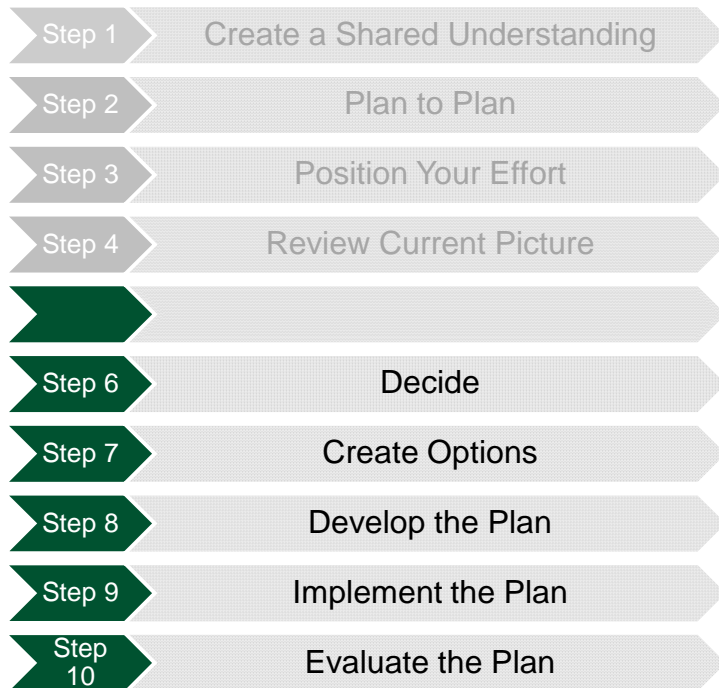 Step 1 Create a Shared Understanding
Step 2 Plan to Plan
Step 3 Position Your Effort
Step 4 Review Current Picture
Step 6 Decide
Step 7 Create Options
Step 8 Develop the Plan
Step 9 Implement the Plan
Step
10 Evaluate the Plan